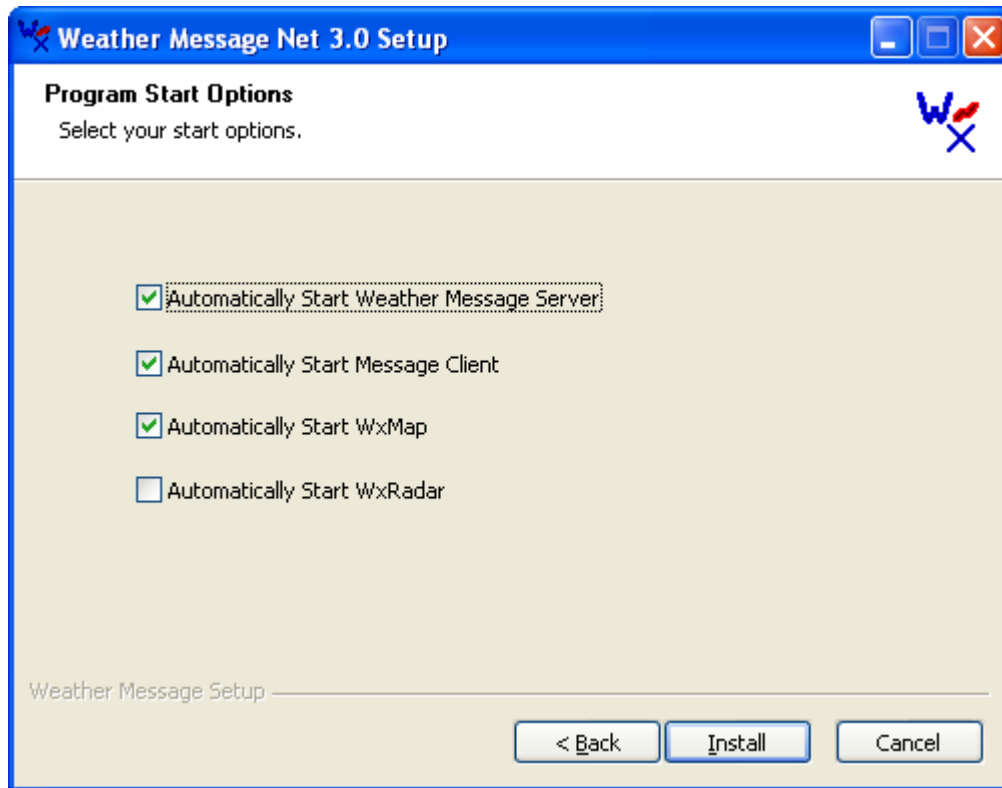 Weather Message Net 3.0 Setup
Program Start Options
Select your start options.
Automatically Start Weather Message Server
Automatically Start Message Client
Automatically Start WxMap
Automatically Start WxRadar
Weather Message Setup
< Back Install Cancel